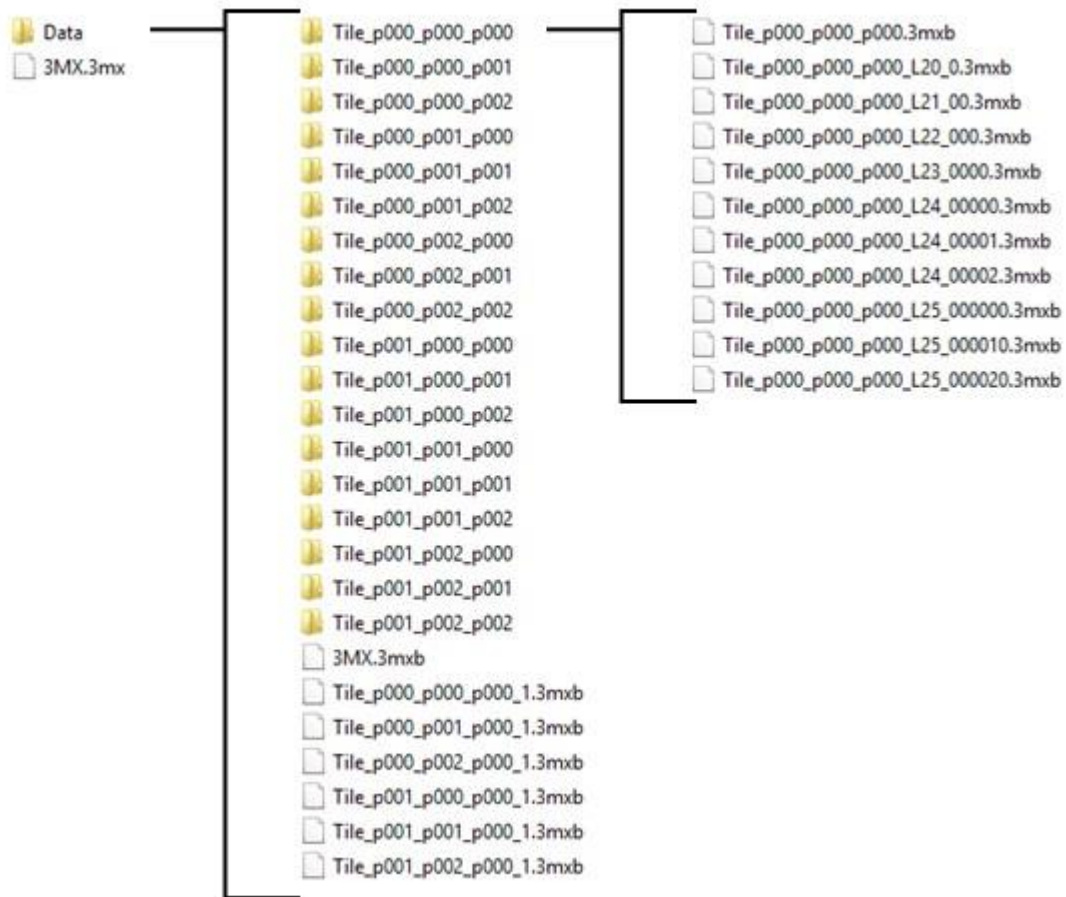 Data
3MX.3mx
Tile_p000_p000_p000
Tile_p000_p000_p001
Tile_p000_p000_p002
Tile_p000_p001_p000
Tile_p000_p001_p001
Tile_p000_p001_p002
Tile_p000_p002_p000
Tile_p000_p002_p001
Tile_p000_p002_p002
Tile_p001_p000_p000
Tile_p001_p000_p001
Tile_p001_p000_p002
Tile_p001_p001_p000
Tile_p001_p001_p001
Tile_p001_p001_p002
Tile_p001_p002_p000
Tile_p001_p002_p001
Tile_p001_p002_p002
3MX.3mxb
Tile_p000_p000_p000_1.3mxb
Tile_p000_p001_p000_1.3mxb
Tile_p000_p002_p000_1.3mxb
Tile_p001_p000_p000_1.3mxb
Tile_p001_p001_p000_1.3mxb
Tile_p001_p002_p000_1.3mxb
Tile_p000_p000_p000.3mxb
Tile_p000_p000_p000_L20_0.3mxb
Tile_p000_p000_p000_L21_00.3mxb
Tile_p000_p000_p000_L22_000.3mxb
Tile_p000_p000_p000_L23_0000.3mxb
Tile_p000_p000_p000_L24_00000.3mxb
Tile_p000_p000_p000_L24_00001.3mxb
Tile_p000_p000_p000_L24_00002.3mxb
Tile_p000_p000_p000_L25_000000.3mxb
Tile_p000_p000_p000_L25_000010.3mxb
Tile_p000_p000_p000_L25_000020.3mxb